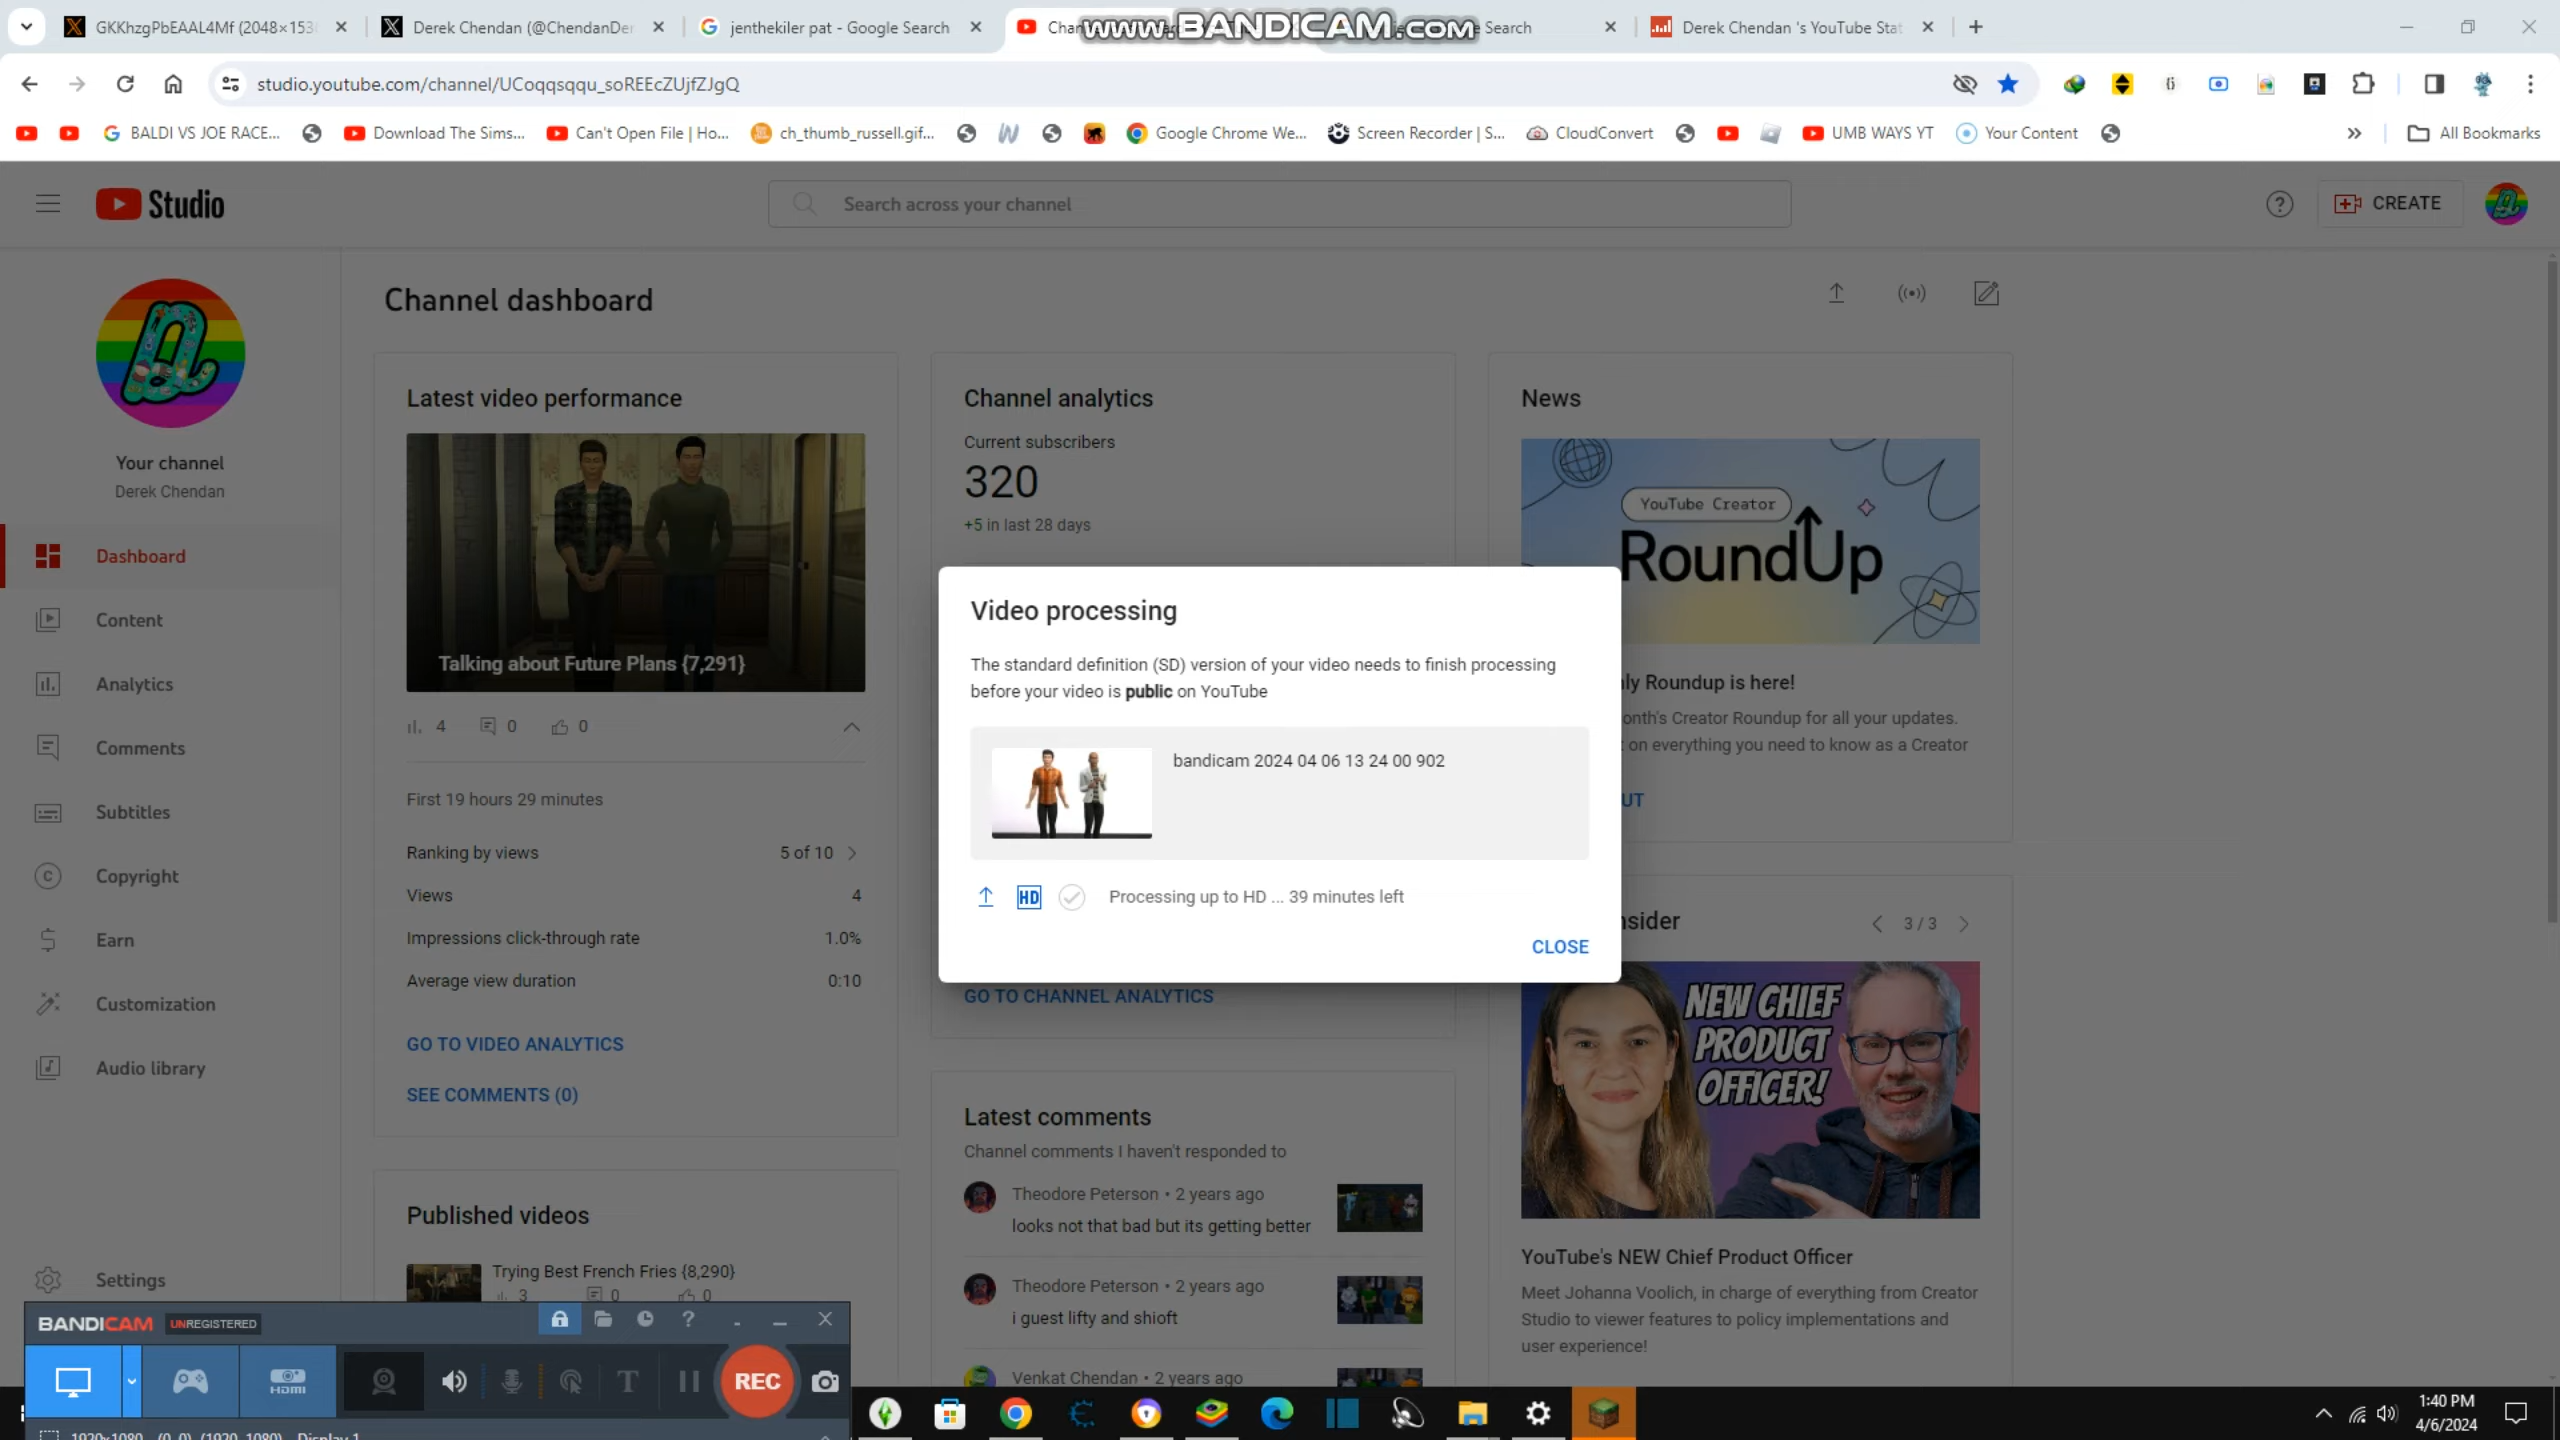 GKKhzgPbEAAL4Mf (2048×153
Derek Chendan (@ChendanDer
jenthekiler pat - Google Search
Chan
www.BANDICAM.com
Search
Derek Chendan 's YouTube Stat
studio.youtube.com/channel/UCoqqsqqu_soREEcZUjfZJgQ
BALDI VS JOE RACE...
Download The Sims...
Can't Open File | Ho...
ch_thumb_russell.gif...
Google Chrome We...
Screen Recorder | S...
CloudConvert
UMB WAYS YT
Your Content
All Bookmarks
Studio
Search across your channel
CREATE
Your channel
Derek Chendan
Dashboard
Content
Analytics
Comments
Subtitles
Copyright
Earn
Customization
Audio library
Settings
Channel dashboard
Latest video performance
Talking about Future Plans {7,291}
4 0 0
First 19 hours 29 minutes
Ranking by views 5 of 10
Views 4
Impressions click-through rate 1.0%
Average view duration 0:10
GO TO VIDEO ANALYTICS
SEE COMMENTS (0)
Published videos
Trying Best French Fries {8,290}
3 0 0
Channel analytics
Current subscribers
320
+5 in last 28 days
Video processing
The standard definition (SD) version of your video needs to finish processing
before your video is public on YouTube
bandicam 2024 04 06 13 24 00 902
HD
Processing up to HD ... 39 minutes left
CLOSE
GO TO CHANNEL ANALYTICS
Latest comments
Channel comments I haven't responded to
Theodore Peterson • 2 years ago
looks not that bad but its getting better
Theodore Peterson • 2 years ago
i guest lifty and shioft
Venkat Chendan • 2 years ago
News
YouTube Creator
RoundUp
ly Roundup is here!
onth's Creator Roundup for all your updates.
on everything you need to know as a Creator
UT
nsider
3 / 3
NEW CHIEF
PRODUCT
OFFICER!
YouTube's NEW Chief Product Officer
Meet Johanna Voolich, in charge of everything from Creator
Studio to viewer features to policy implementations and
user experience!
BANDICAM UNREGISTERED
HDMI
T
REC
1920x1080 (0, 0), (1920, 1080) Display 1
1:40 PM
4/6/2024